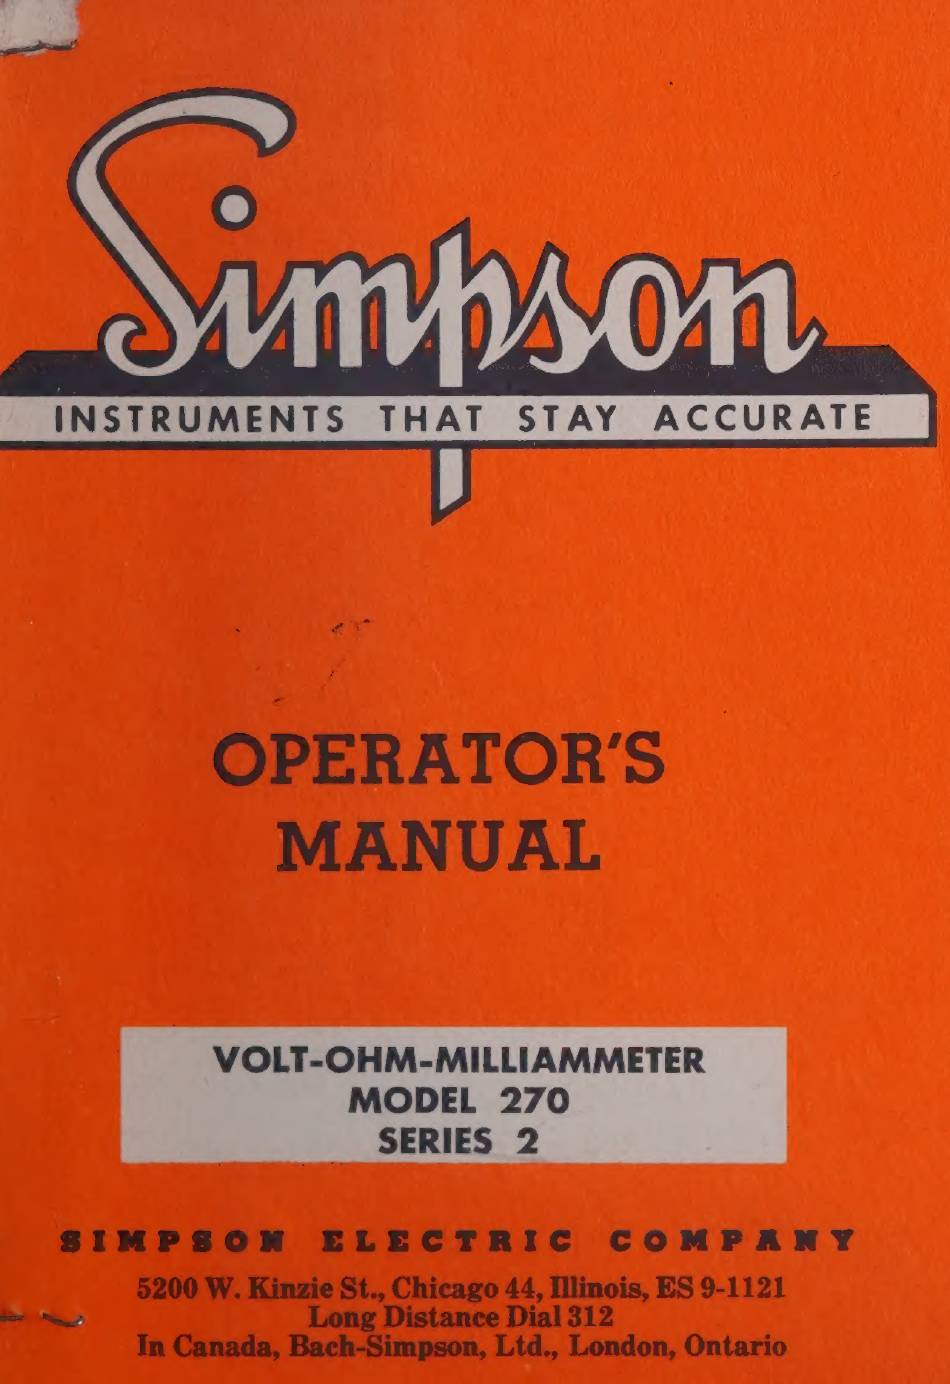 Simpson
INSTRUMENTS THAT STAY ACCURATE
OPERATOR'S
MANUAL
VOLT-OHM-MILLIAMMETER
MODEL 270
SERIES 2
SIMPSON ELECTRIC COMPANY
5200 W. Kinzie St., Chicago 44, Illinois, ES 9-1121
Long Distance Dial 312
In Canada, Bach-Simpson, Ltd., London, Ontario